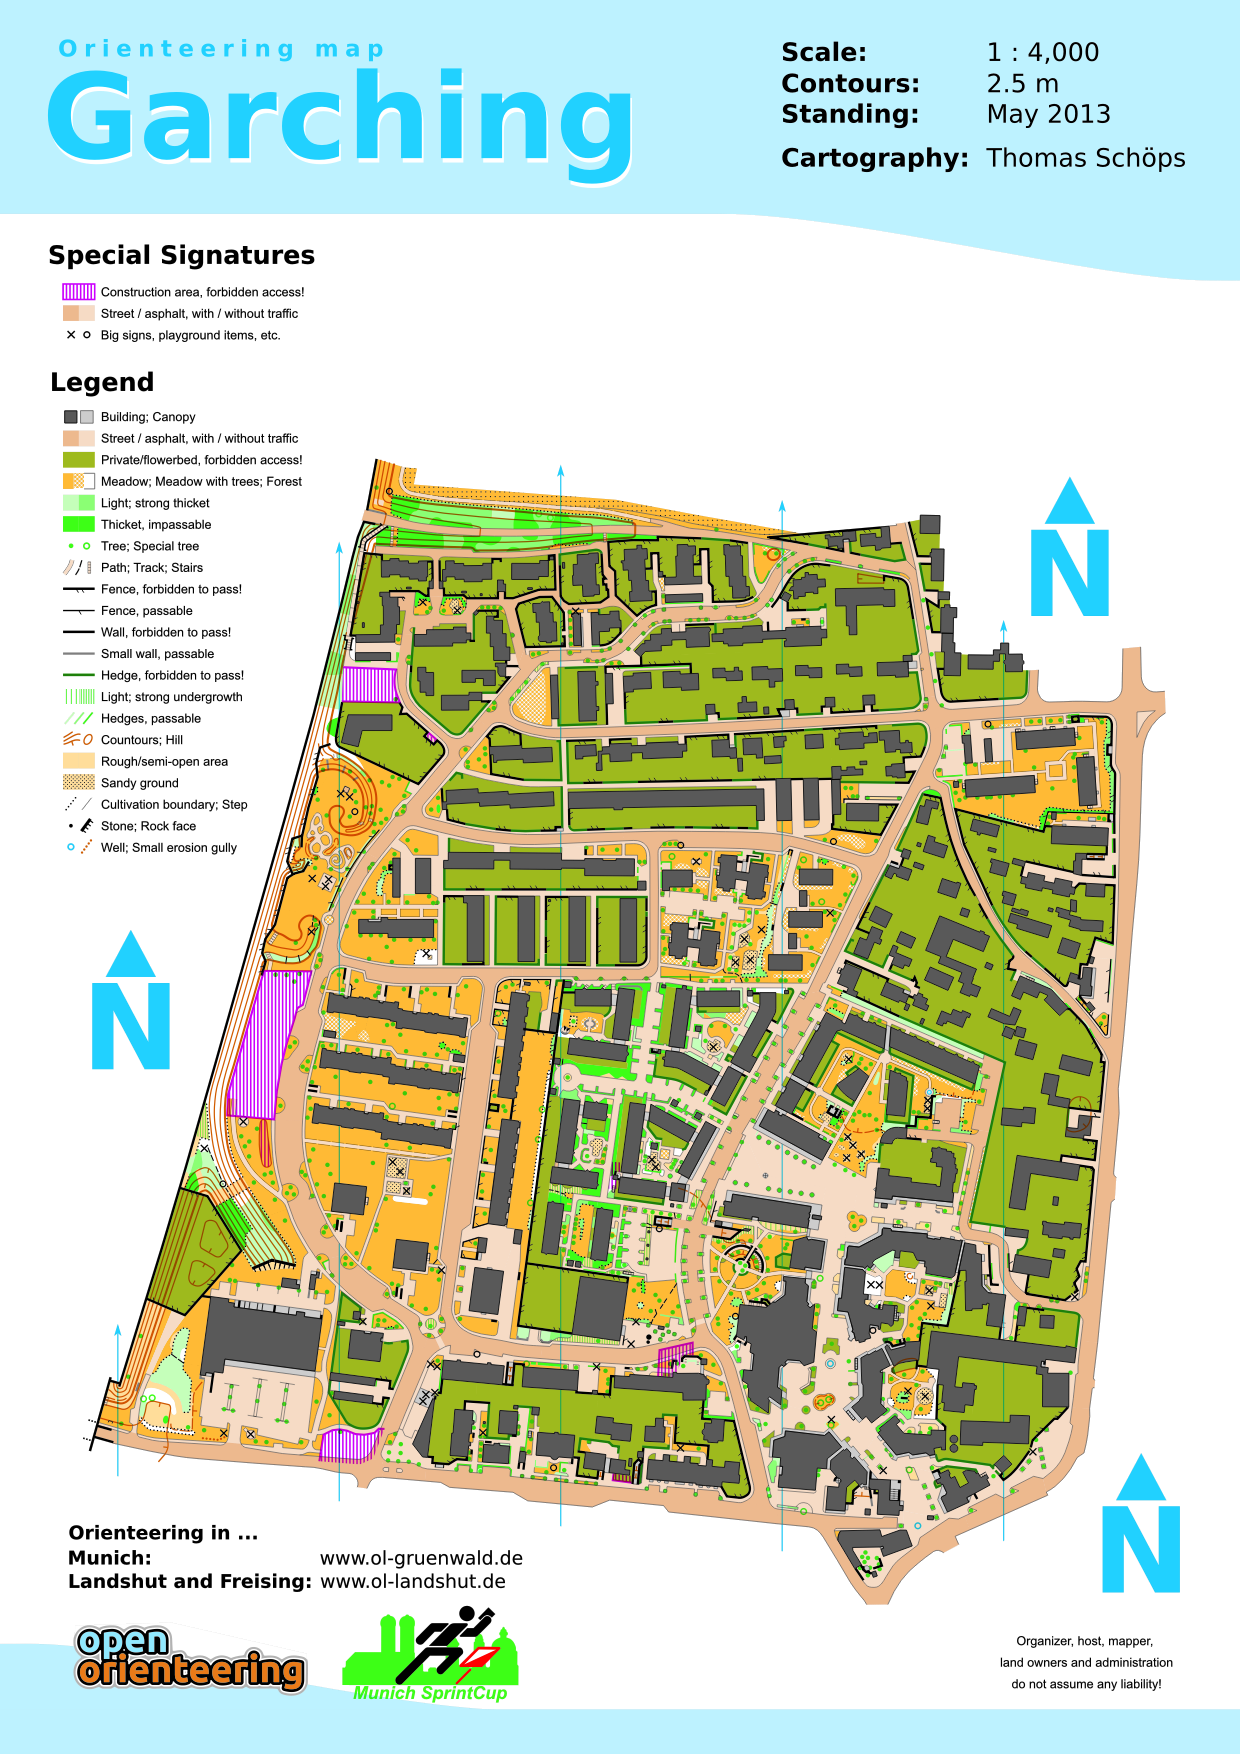 Orienteering map
Garching
Scale: 1 : 4,000
Contours: 2.5 m
Standing: May 2013
Cartography: Thomas Schöps
Special Signatures
Construction area, forbidden access!
Street / asphalt, with / without traffic
Big signs, playground items, etc.
Legend
Building; Canopy
Street / asphalt, with / without traffic
Private/flowerbed, forbidden access!
Meadow; Meadow with trees; Forest
Light; strong thicket
Thicket, impassable
Tree; Special tree
Path; Track; Stairs
Fence, forbidden to pass!
Fence, passable
Wall, forbidden to pass!
Small wall, passable
Hedge, forbidden to pass!
Light; strong undergrowth
Hedges, passable
Countours; Hill
Rough/semi-open area
Sandy ground
Cultivation boundary; Step
Stone; Rock face
Well; Small erosion gully
N
N
N
Orienteering in ...
Munich: www.ol-gruenwald.de
Landshut and Freising: www.ol-landshut.de
open
orienteering
Munich SprintCup
Organizer, host, mapper,
land owners and administration
do not assume any liability!